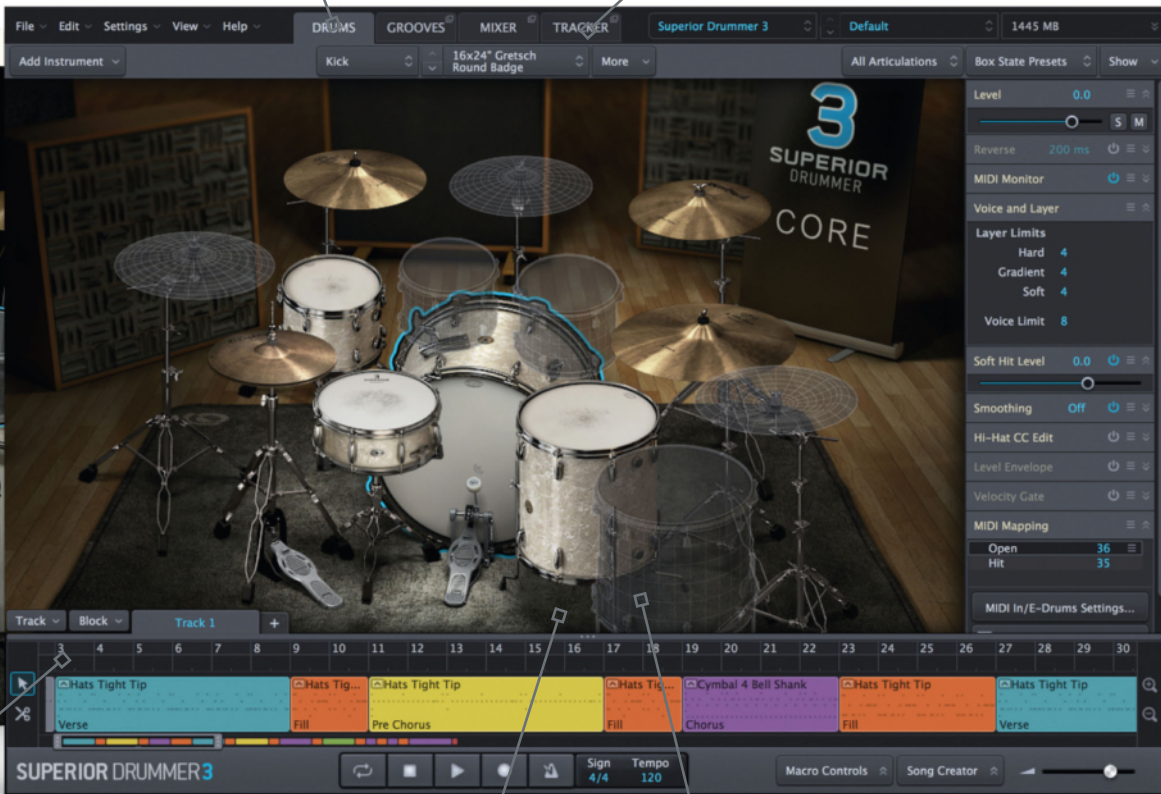 File Edit Settings View Help DRUMS GROOVES MIXER TRACKER Superior Drummer 3 Default 1445 MB
Add Instrument Kick 16x24" Gretsch Round Badge More All Articulations Box State Presets Show
3
SUPERIOR
DRUMMER
CORE
Level 0.0
S M
Reverse 200 ms
MIDI Monitor
Voice and Layer
Layer Limits
Hard 4
Gradient 4
Soft 4
Voice Limit 8
Soft Hit Level 0.0
Smoothing Off
Hi-Hat CC Edit
Level Envelope
Velocity Gate
MIDI Mapping
Open 36
Hit 35
MIDI In/E-Drums Settings...
Track Block Track 1 +
3 4 5 6 7 8 9 10 11 12 13 14 15 16 17 18 19 20 21 22 23 24 25 26 27 28 29 30
Hats Tight Tip Hats Tig... Hats Tight Tip Hats Tig... Cymbal 4 Bell Shank Hats Tight Tip Hats Tight Tip
Verse Fill Pre Chorus Fill Chorus Fill Verse
SUPERIOR DRUMMER 3 Sign Tempo Macro Controls Song Creator
4/4 120